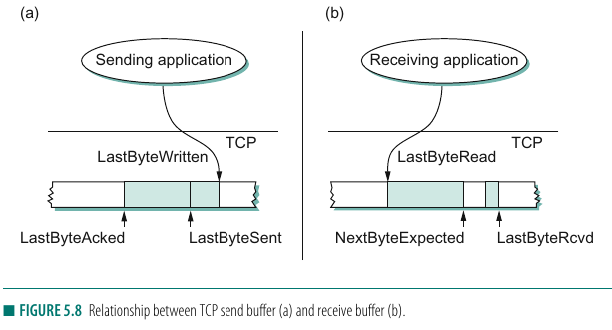 (a)
Sending application
TCP
LastByteWritten
LastByteAcked
LastByteSent
(b)
Receiving application
TCP
LastByteRead
NextByteExpected
LastByteRcvd
FIGURE 5.8 Relationship between TCP send buffer (a) and receive buffer (b).